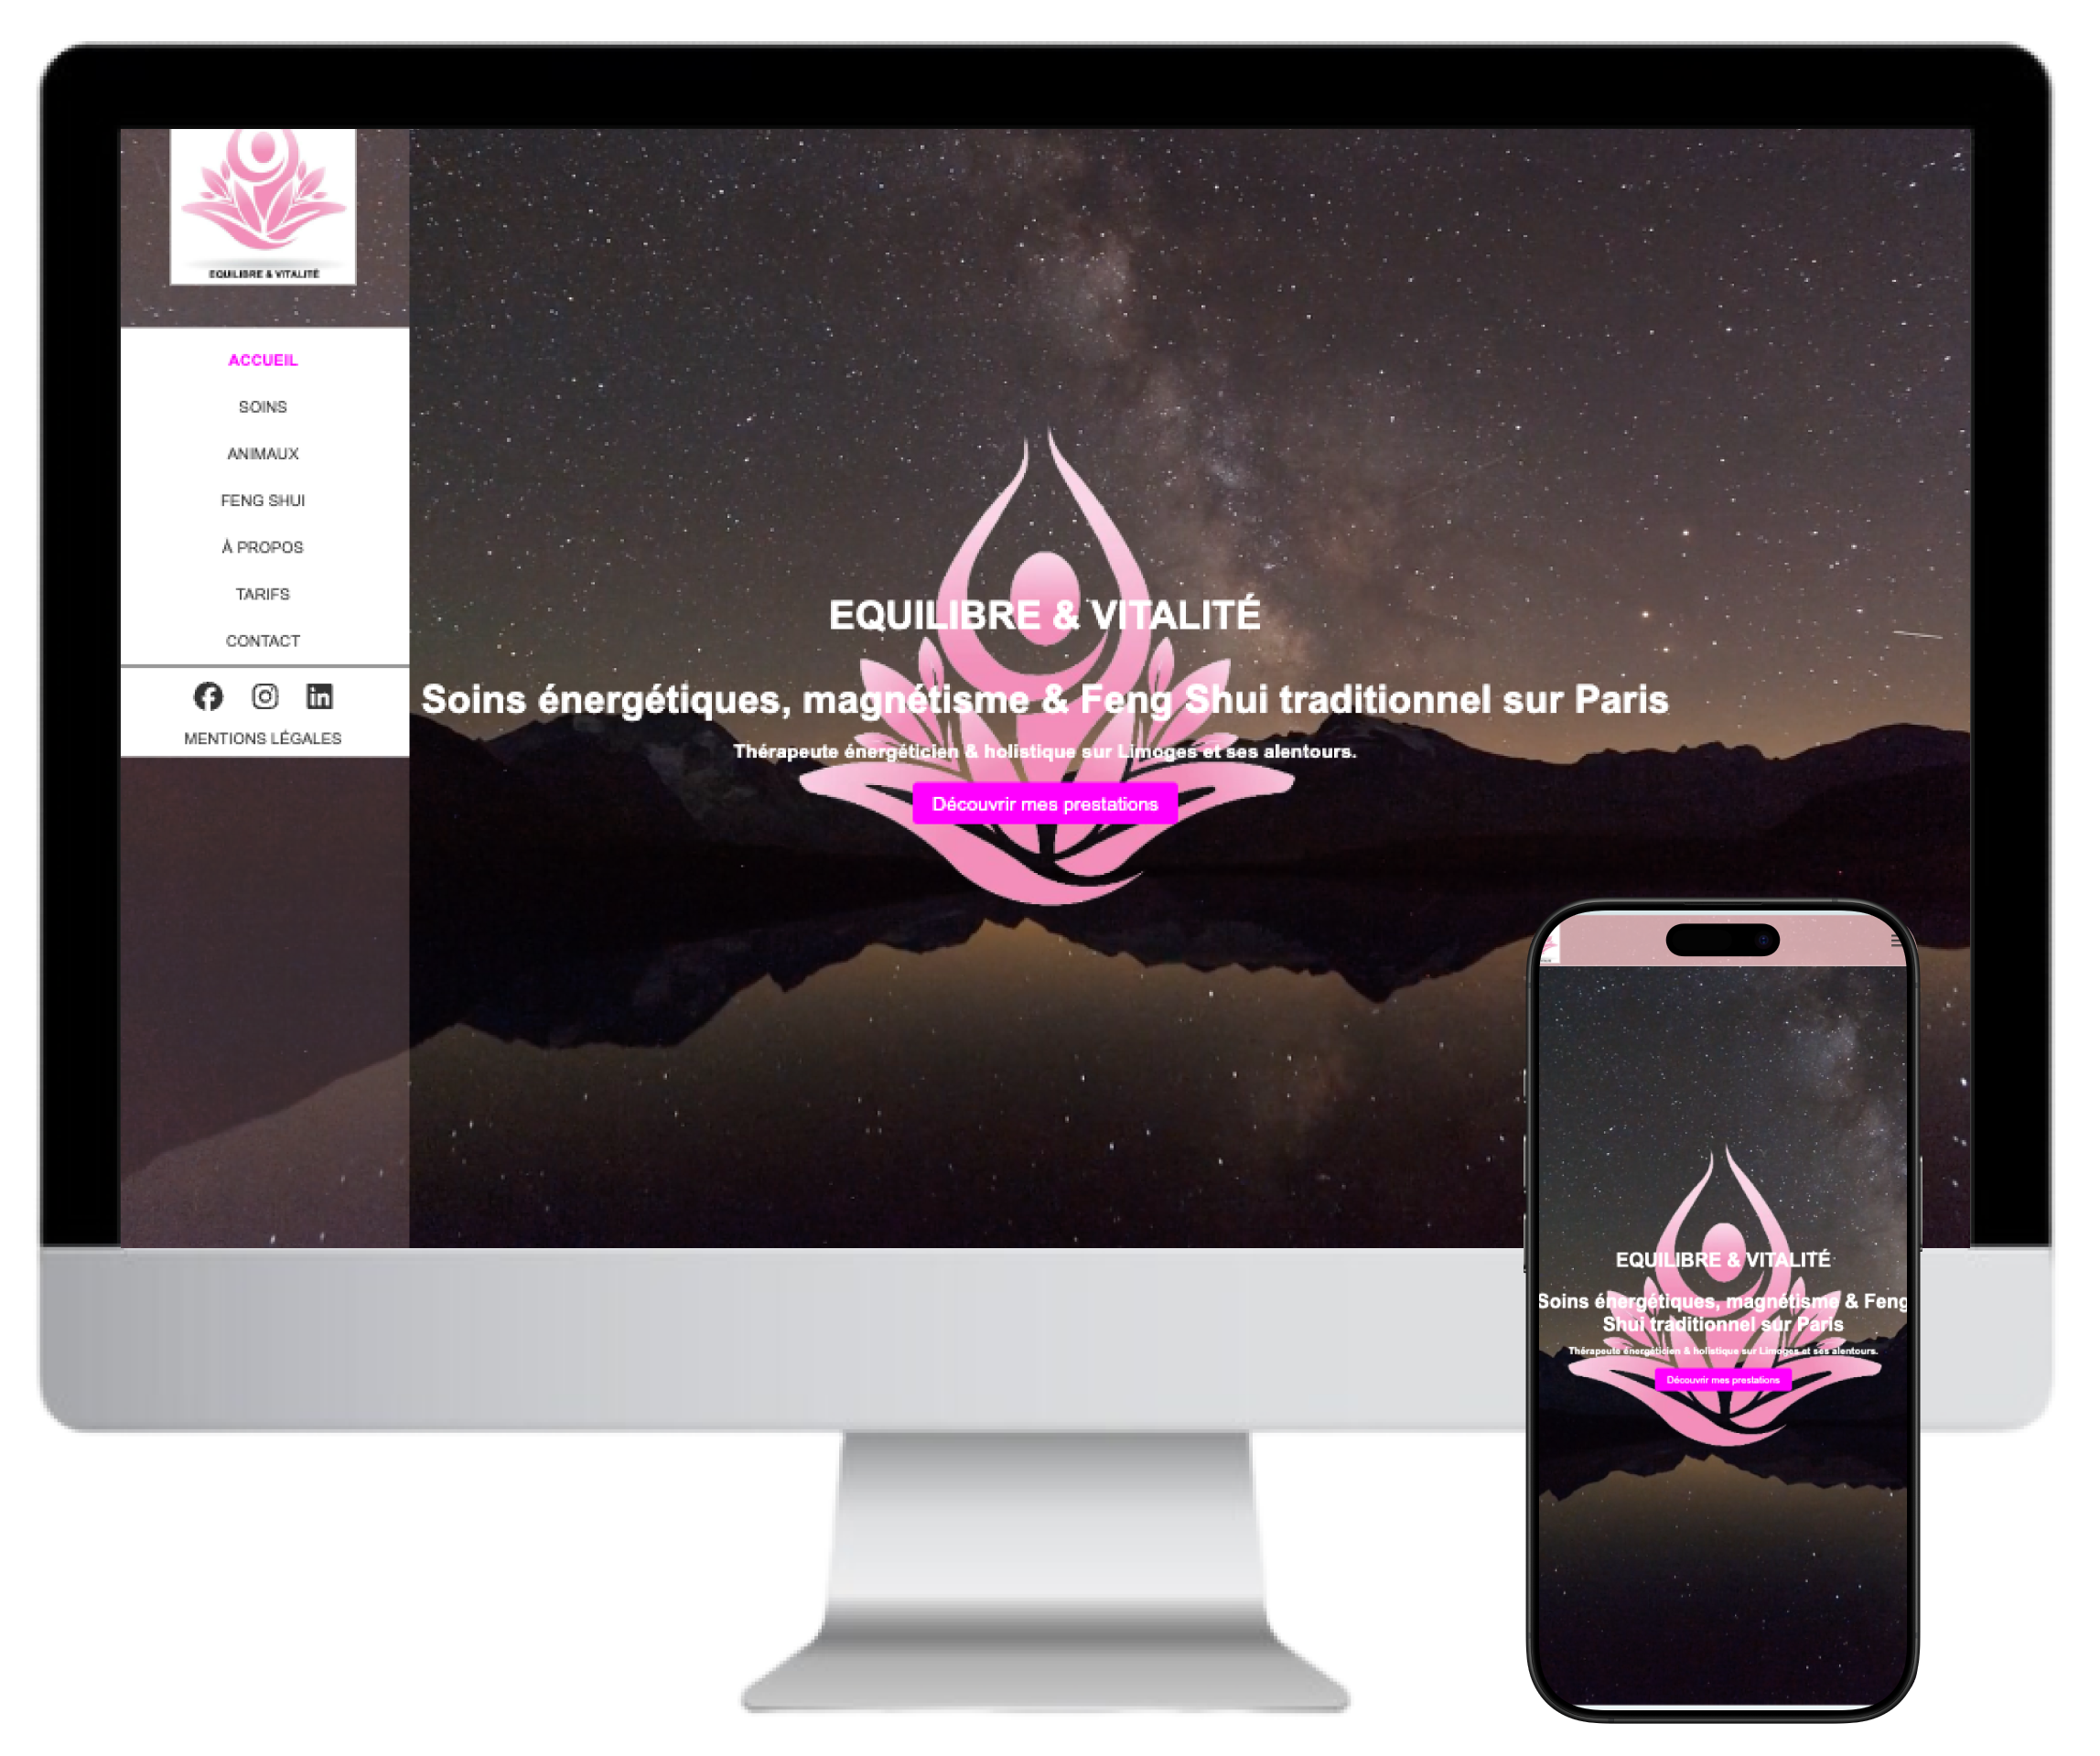 EQUILIBRE & VITALITÉ
ACCUEIL
SOINS
ANIMAUX
FENG SHUI
À PROPOS
TARIFS
CONTACT
MENTIONS LÉGALES
EQUILIBRE & VITALITÉ
Soins énergétiques, magnétisme & Feng Shui traditionnel sur Paris
Thérapeute énergéticien & holistique sur Limoges et ses alentours.
Découvrir mes prestations
EQUILIBRE & VITALITÉ
Soins énergétiques, magnétisme & Feng
Shui traditionnel sur Paris
Thérapeute énergéticien & holistique sur Limoges et ses alentours.
Découvrir mes prestations